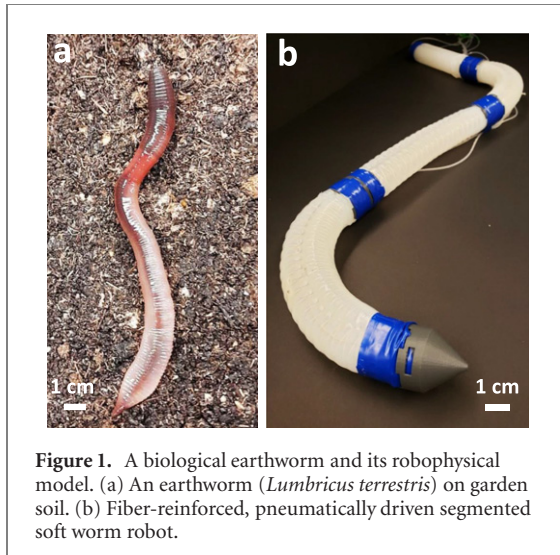 a
b
1 cm
1 cm
Figure 1. A biological earthworm and its robophysical
model. (a) An earthworm (Lumbricus terrestris) on garden
soil. (b) Fiber-reinforced, pneumatically driven segmented
soft worm robot.